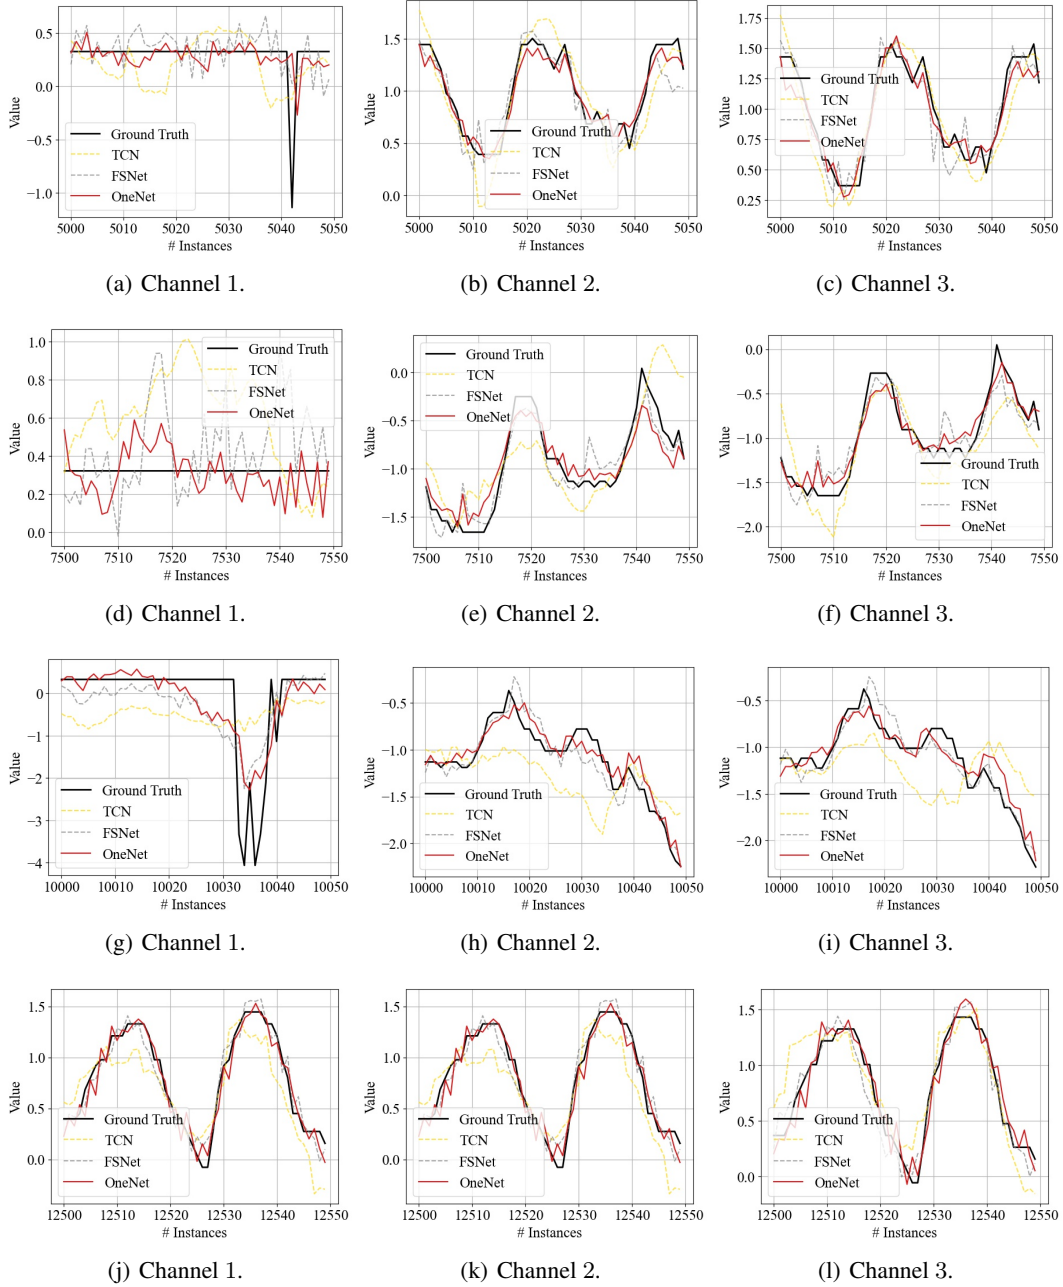 0.5
0.0
−0.5
−1.0
Value
Ground Truth
TCN
FSNet
OneNet
5000 5010 5020 5030 5040 5050
# Instances
(a) Channel 1.
1.5
1.0
0.5
0.0
Value
Ground Truth
TCN
FSNet
OneNet
5000 5010 5020 5030 5040 5050
# Instances
(b) Channel 2.
1.75
1.50
1.25
1.00
0.75
0.50
0.25
Value
Ground Truth
TCN
FSNet
OneNet
5000 5010 5020 5030 5040 5050
# Instances
(c) Channel 3.
1.0
0.8
0.6
0.4
0.2
0.0
Value
Ground Truth
TCN
FSNet
OneNet
7500 7510 7520 7530 7540 7550
# Instances
(d) Channel 1.
0.0
−0.5
−1.0
−1.5
Value
Ground Truth
TCN
FSNet
OneNet
7500 7510 7520 7530 7540 7550
# Instances
(e) Channel 2.
0.0
−0.5
−1.0
−1.5
−2.0
Value
Ground Truth
TCN
FSNet
OneNet
7500 7510 7520 7530 7540 7550
# Instances
(f) Channel 3.
0
−1
−2
−3
−4
Value
Ground Truth
TCN
FSNet
OneNet
10000 10010 10020 10030 10040 10050
# Instances
(g) Channel 1.
−0.5
−1.0
−1.5
−2.0
Value
Ground Truth
TCN
FSNet
OneNet
10000 10010 10020 10030 10040 10050
# Instances
(h) Channel 2.
−0.5
−1.0
−1.5
−2.0
Value
Ground Truth
TCN
FSNet
OneNet
10000 10010 10020 10030 10040 10050
# Instances
(i) Channel 3.
1.5
1.0
0.5
0.0
Value
Ground Truth
TCN
FSNet
OneNet
12500 12510 12520 12530 12540 12550
# Instances
(j) Channel 1.
1.5
1.0
0.5
0.0
Value
Ground Truth
TCN
FSNet
OneNet
12500 12510 12520 12530 12540 12550
# Instances
(k) Channel 2.
1.5
1.0
0.5
0.0
Value
Ground Truth
TCN
FSNet
OneNet
12500 12510 12520 12530 12540 12550
# Instances
(l) Channel 3.